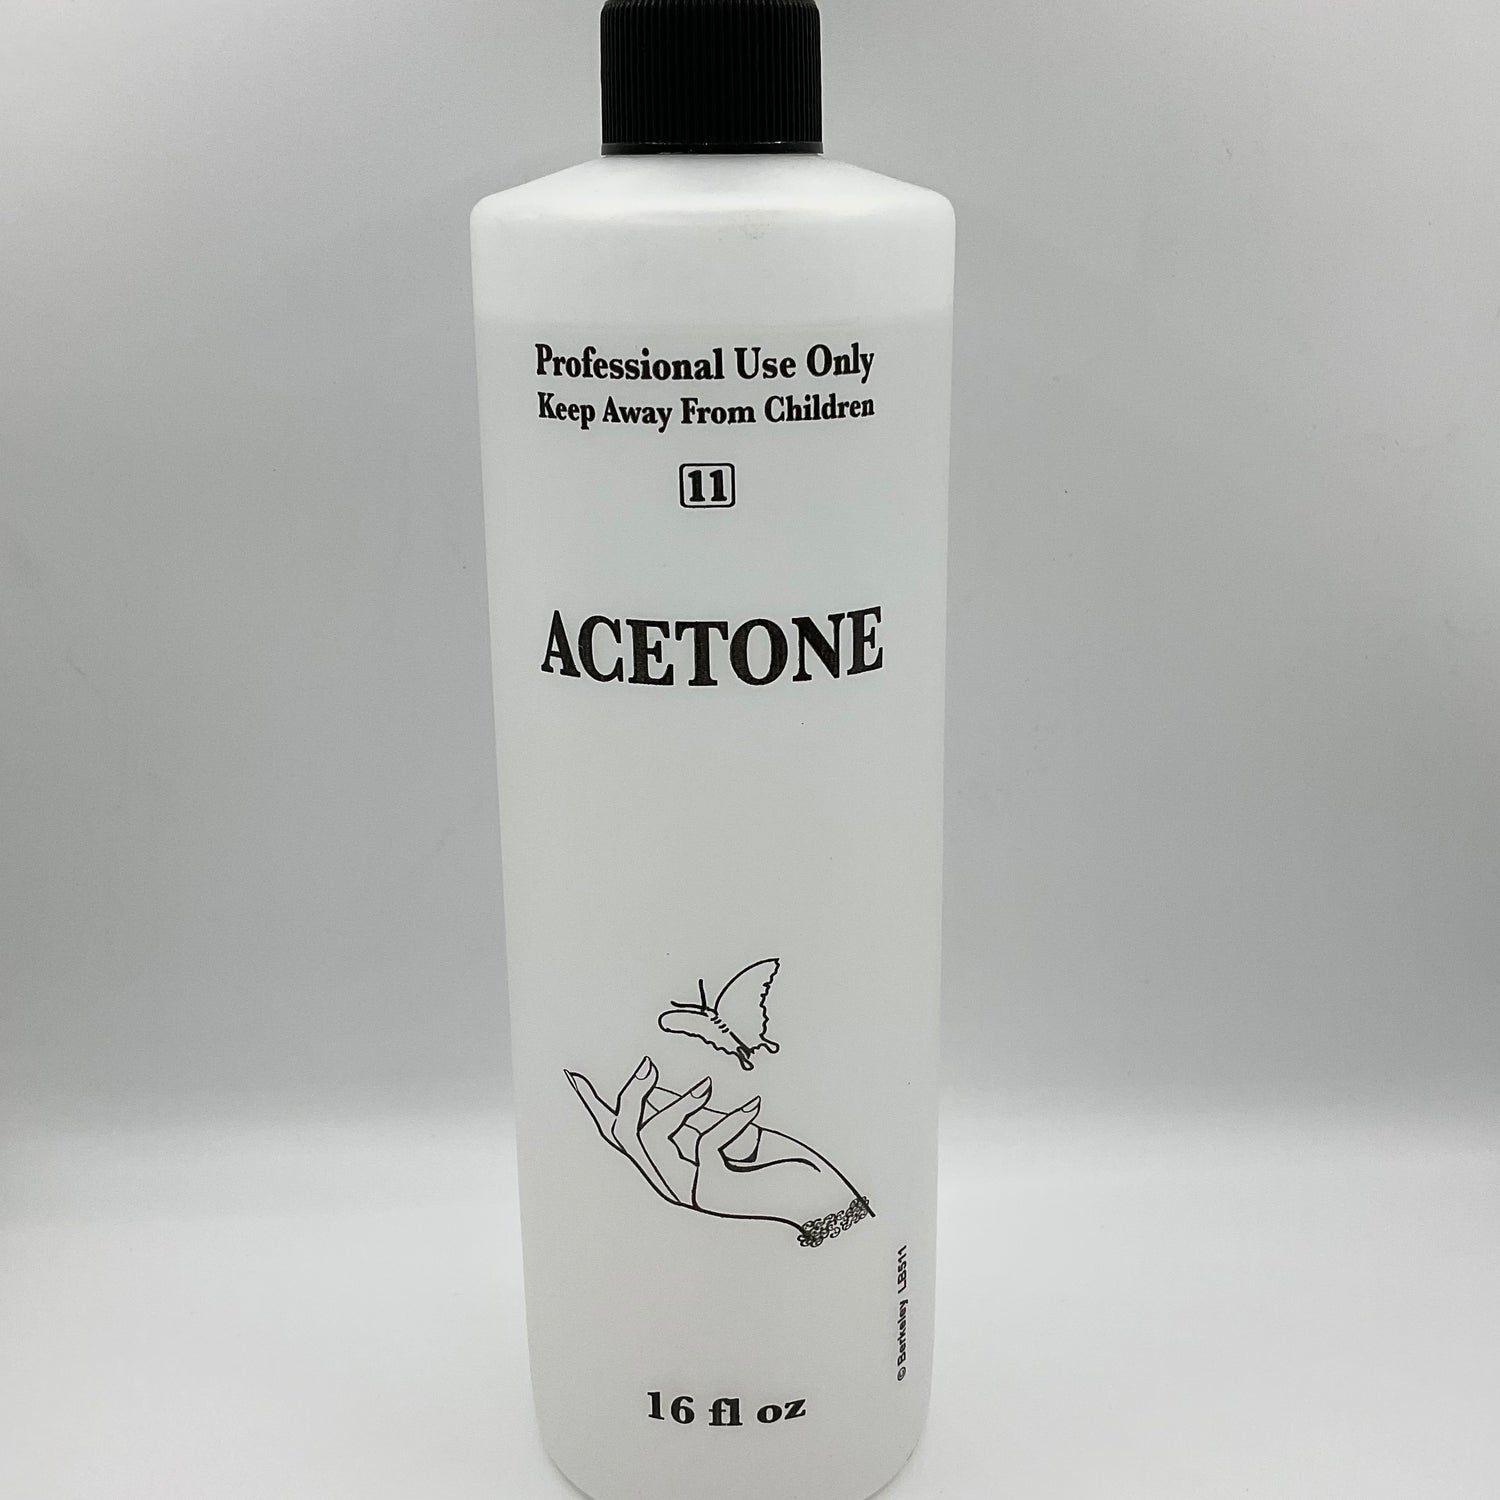 Professional Use Only
Keep Away From Children
11
ACETONE
© Berkeley LB511
16 fl oz